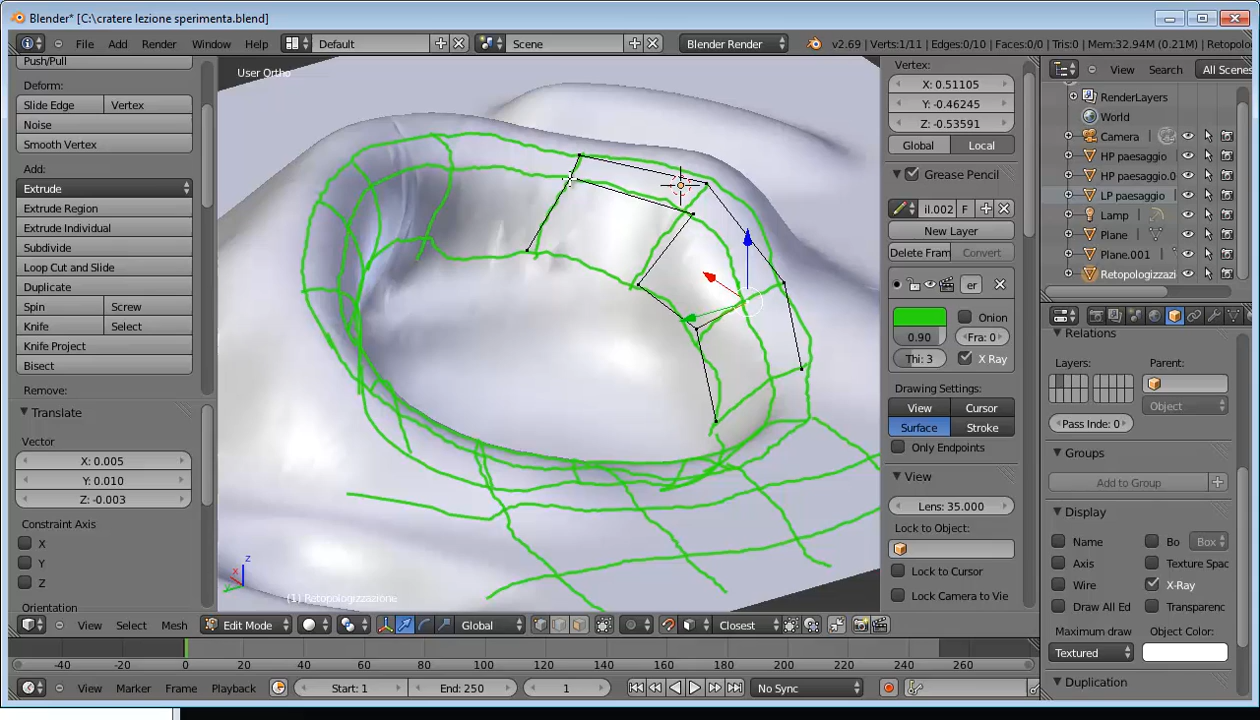 Blender* [C:\cratere lezione sperimenta.blend]
File Add Render Window Help Default Scene Blender Render v2.69 | Verts:1/11 | Edges:0/10 | Faces:0/0 | Tris:0 | Mem:32.94M (0.21M) | Retopolo
Push/Pull
Deform:
Slide Edge Vertex
Noise
Smooth Vertex
Add:
Extrude
Extrude Region
Extrude Individual
Subdivide
Loop Cut and Slide
Duplicate
Spin Screw
Knife Select
Knife Project
Bisect
Remove:
Translate
Vector
X: 0.005
Y: 0.010
Z: -0.003
Constraint Axis
X
Y
Z
Orientation
User Ortho
z
x
y
(1) Retopologizzazione
Vertex:
X: 0.51105
Y: -0.46245
Z: -0.53591
Global Local
Grease Pencil
il.002 F
New Layer
Delete Fram Convert
er
Onion
0.90 Fra: 0
Thi: 3 X Ray
Drawing Settings:
View Cursor
Surface Stroke
Only Endpoints
View
Lens: 35.000
Lock to Object:
Lock to Cursor
Lock Camera to Vie
View Search All Scenes
RenderLayers
World
Camera
HP paesaggio
HP paesaggio.0
LP paesaggio
Lamp
Plane
Plane.001
Retopologizzazi
Relations
Layers: Parent:
Object
Pass Inde: 0
Groups
Add to Group
Display
Name Bo Box
Axis Texture Spac
Wire X-Ray
Draw All Ed Transparenc
Maximum draw Object Color:
Textured
Duplication
View Select Mesh Edit Mode Global Closest
-40 -20 0 20 40 60 80 100 120 140 160 180 200 220 240 260
View Marker Frame Playback Start: 1 End: 250 1 No Sync